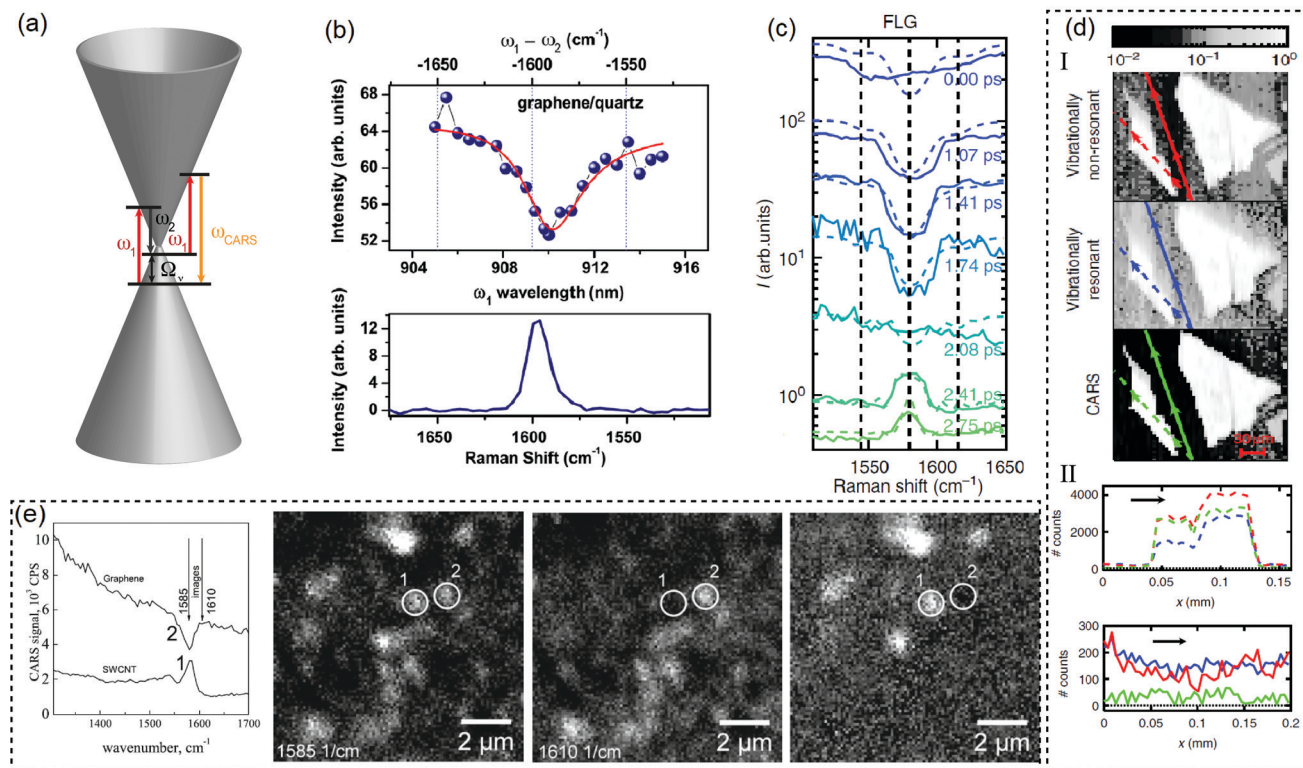 (a)
ω1
ω2
ω1
ωCARS
Ων
(b)
ω1 − ω2 (cm-1)
-1650 -1600 -1550
graphene/quartz
Intensity (arb. units)
68
64
60
56
52
904 908 912 916
ω1 wavelength (nm)
Intensity (arb. units)
12
8
4
0
1650 1600 1550
Raman Shift (cm-1)
(c)
FLG
I (arb.units)
10²
10¹
10⁰
0.00 ps
1.07 ps
1.41 ps
1.74 ps
2.08 ps
2.41 ps
2.75 ps
1550 1600 1650
Raman shift (cm−1)
(d)
10−2 10−1 10⁰
I
Vibrationally
non-resonant
Vibrationally
resonant
CARS
30 µm
II
# counts
4000
2000
0
0 0.05 0.10 0.15
x (mm)
# counts
300
200
100
0
0 0.05 0.10 0.15 0.2
x (mm)
(e)
CARS signal, 10³ CPS
10
8
6
4
2
0
Graphene
SWCNT
1585
images
1610
2
1
1400 1500 1600 1700
wavenumber, cm-1
1 2
1585 1/cm
2 µm
1 2
1610 1/cm
2 µm
1 2
2 µm